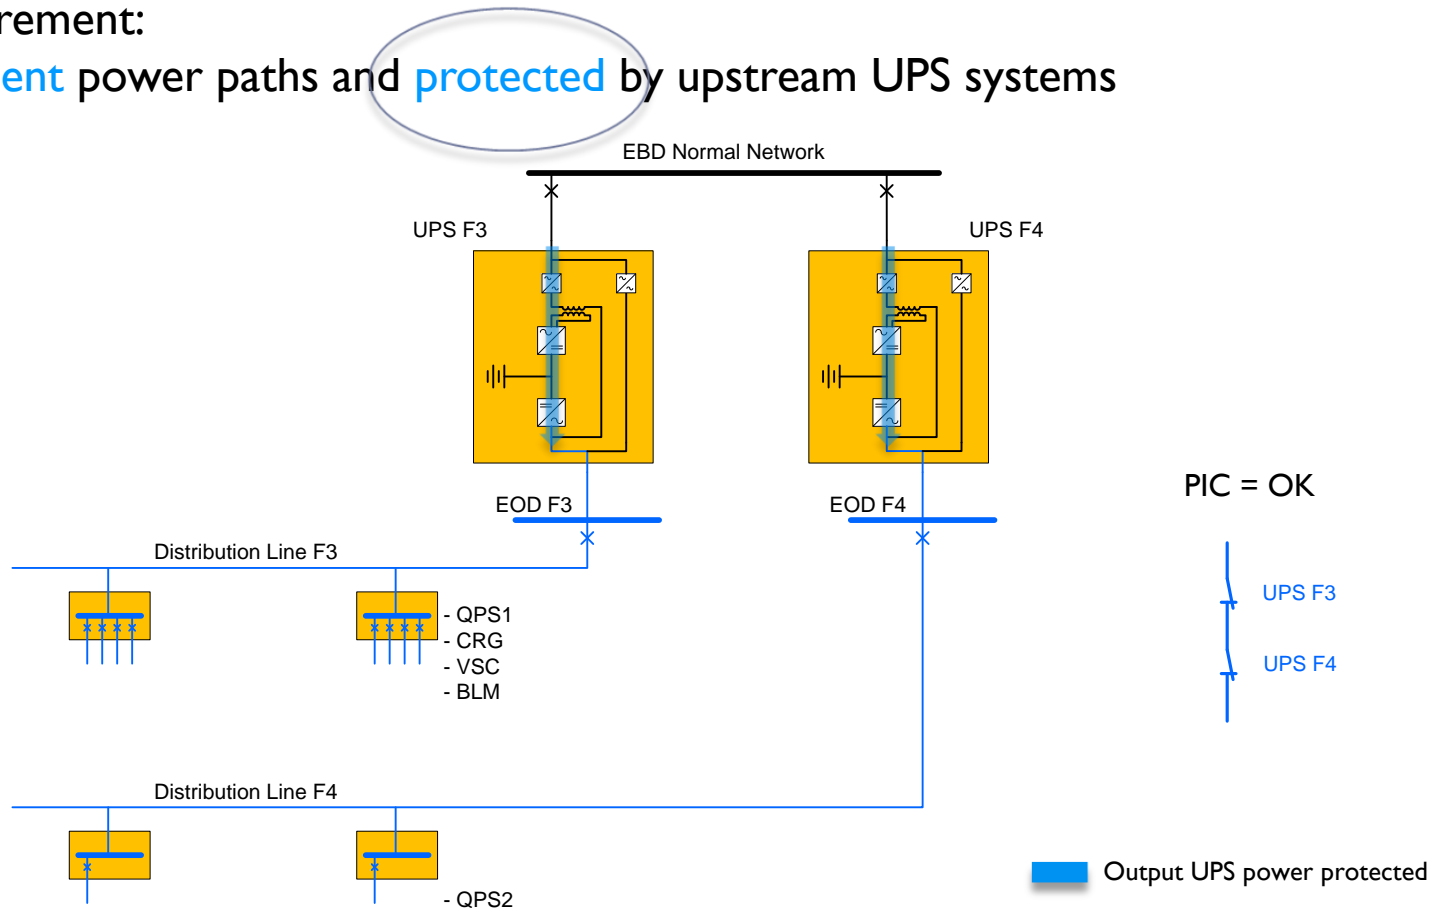 rement:
ent power paths and protected by upstream UPS systems
EBD Normal Network
UPS F3
UPS F4
EOD F3
EOD F4
PIC = OK
Distribution Line F3
UPS F3
- QPS1
- CRG
- VSC
- BLM
UPS F4
Distribution Line F4
Output UPS power protected
- QPS2